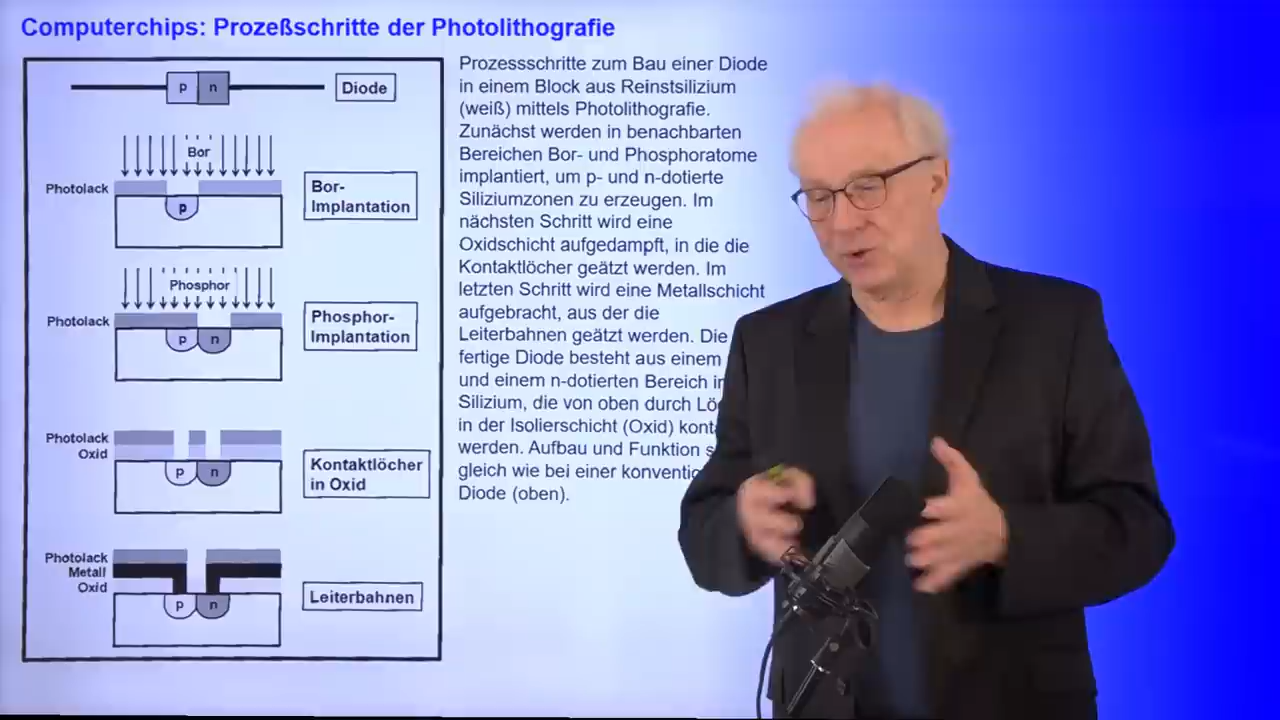 Computerchips: Prozeßschritte der Photolithografie
p n
Diode
Bor
Photolack
p
Bor-
Implantation
Phosphor
Photolack
p n
Phosphor-
Implantation
Photolack
Oxid
p n
Kontaktlöcher
in Oxid
Photolack
Metall
Oxid
p n
Leiterbahnen
Prozessschritte zum Bau einer Diode
in einem Block aus Reinstsilizium
(weiß) mittels Photolithografie.
Zunächst werden in benachbarten
Bereichen Bor- und Phosphoratome
implantiert, um p- und n-dotierte
Siliziumzonen zu erzeugen. Im
nächsten Schritt wird eine
Oxidschicht aufgedampft, in die die
Kontaktlöcher geätzt werden. Im
letzten Schritt wird eine Metallschicht
aufgebracht, aus der die
Leiterbahnen geätzt werden. Die
fertige Diode besteht aus einem
und einem n-dotierten Bereich
Silizium, die von oben durch
in der Isolierschicht (Oxid)
werden. Aufbau und Funktion
gleich wie bei einer
Diode (oben).